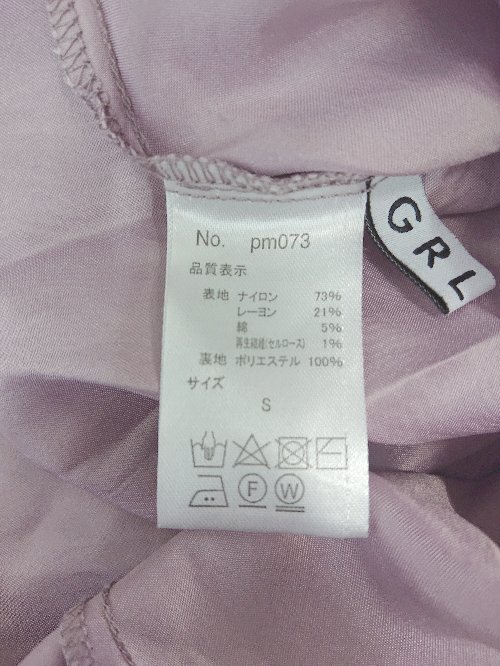 No. pm073
品質表示
表地 ナイロン 73%
レーヨン 21%
綿 5%
再生繊維(セルロース) 1%
裏地 ポリエステル 100%
サイズ
S
F W
GRL